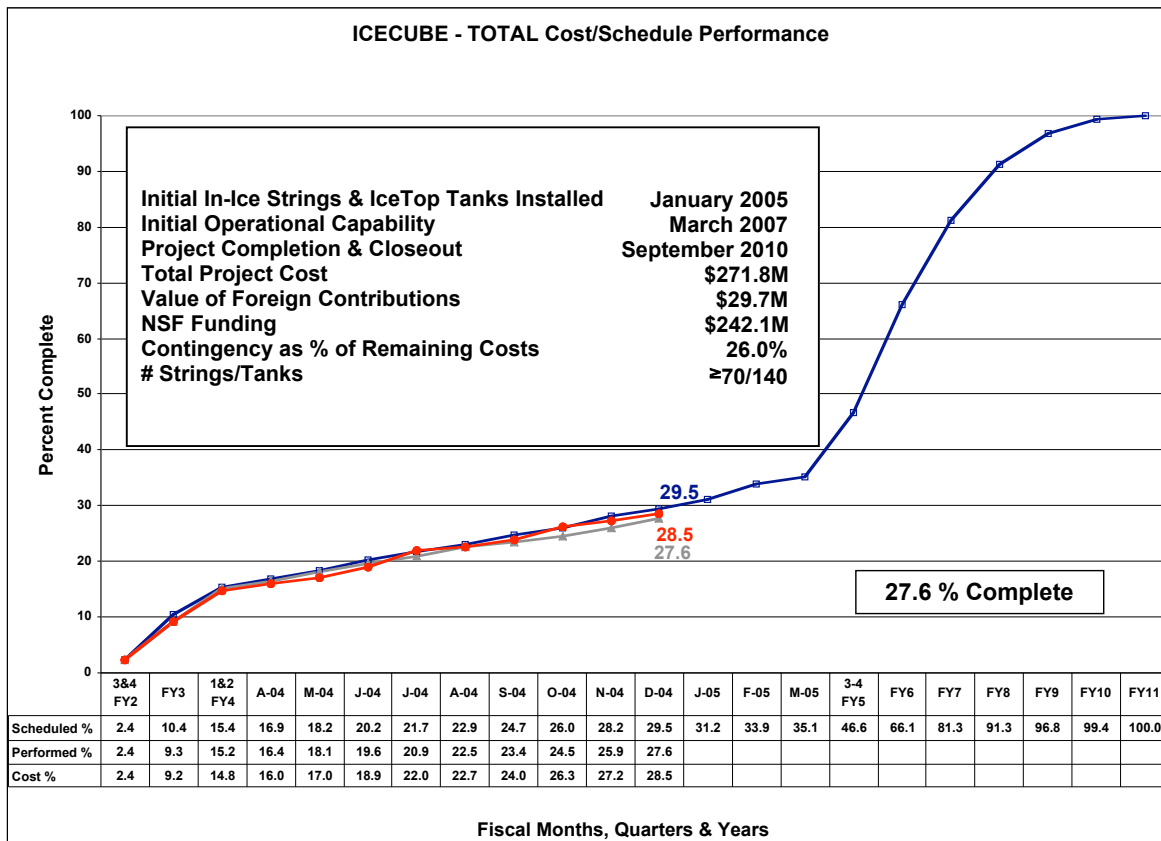 ICECUBE - TOTAL Cost/Schedule Performance
Percent Complete
100
90
80
70
60
50
40
30
20
10
0
Initial In-Ice Strings & IceTop Tanks Installed January 2005
Initial Operational Capability March 2007
Project Completion & Closeout September 2010
Total Project Cost $271.8M
Value of Foreign Contributions $29.7M
NSF Funding $242.1M
Contingency as % of Remaining Costs 26.0%
# Strings/Tanks ≥70/140
29.5
28.5
27.6
27.6 % Complete
3&4 FY2 FY3 1&2 FY4 A-04 M-04 J-04 J-04 A-04 S-04 O-04 N-04 D-04 J-05 F-05 M-05 3-4 FY5 FY6 FY7 FY8 FY9 FY10 FY11
Scheduled % 2.4 10.4 15.4 16.9 18.2 20.2 21.7 22.9 24.7 26.0 28.2 29.5 31.2 33.9 35.1 46.6 66.1 81.3 91.3 96.8 99.4 100.0
Performed % 2.4 9.3 15.2 16.4 18.1 19.6 20.9 22.5 23.4 24.5 25.9 27.6
Cost % 2.4 9.2 14.8 16.0 17.0 18.9 22.0 22.7 24.0 26.3 27.2 28.5
Fiscal Months, Quarters & Years